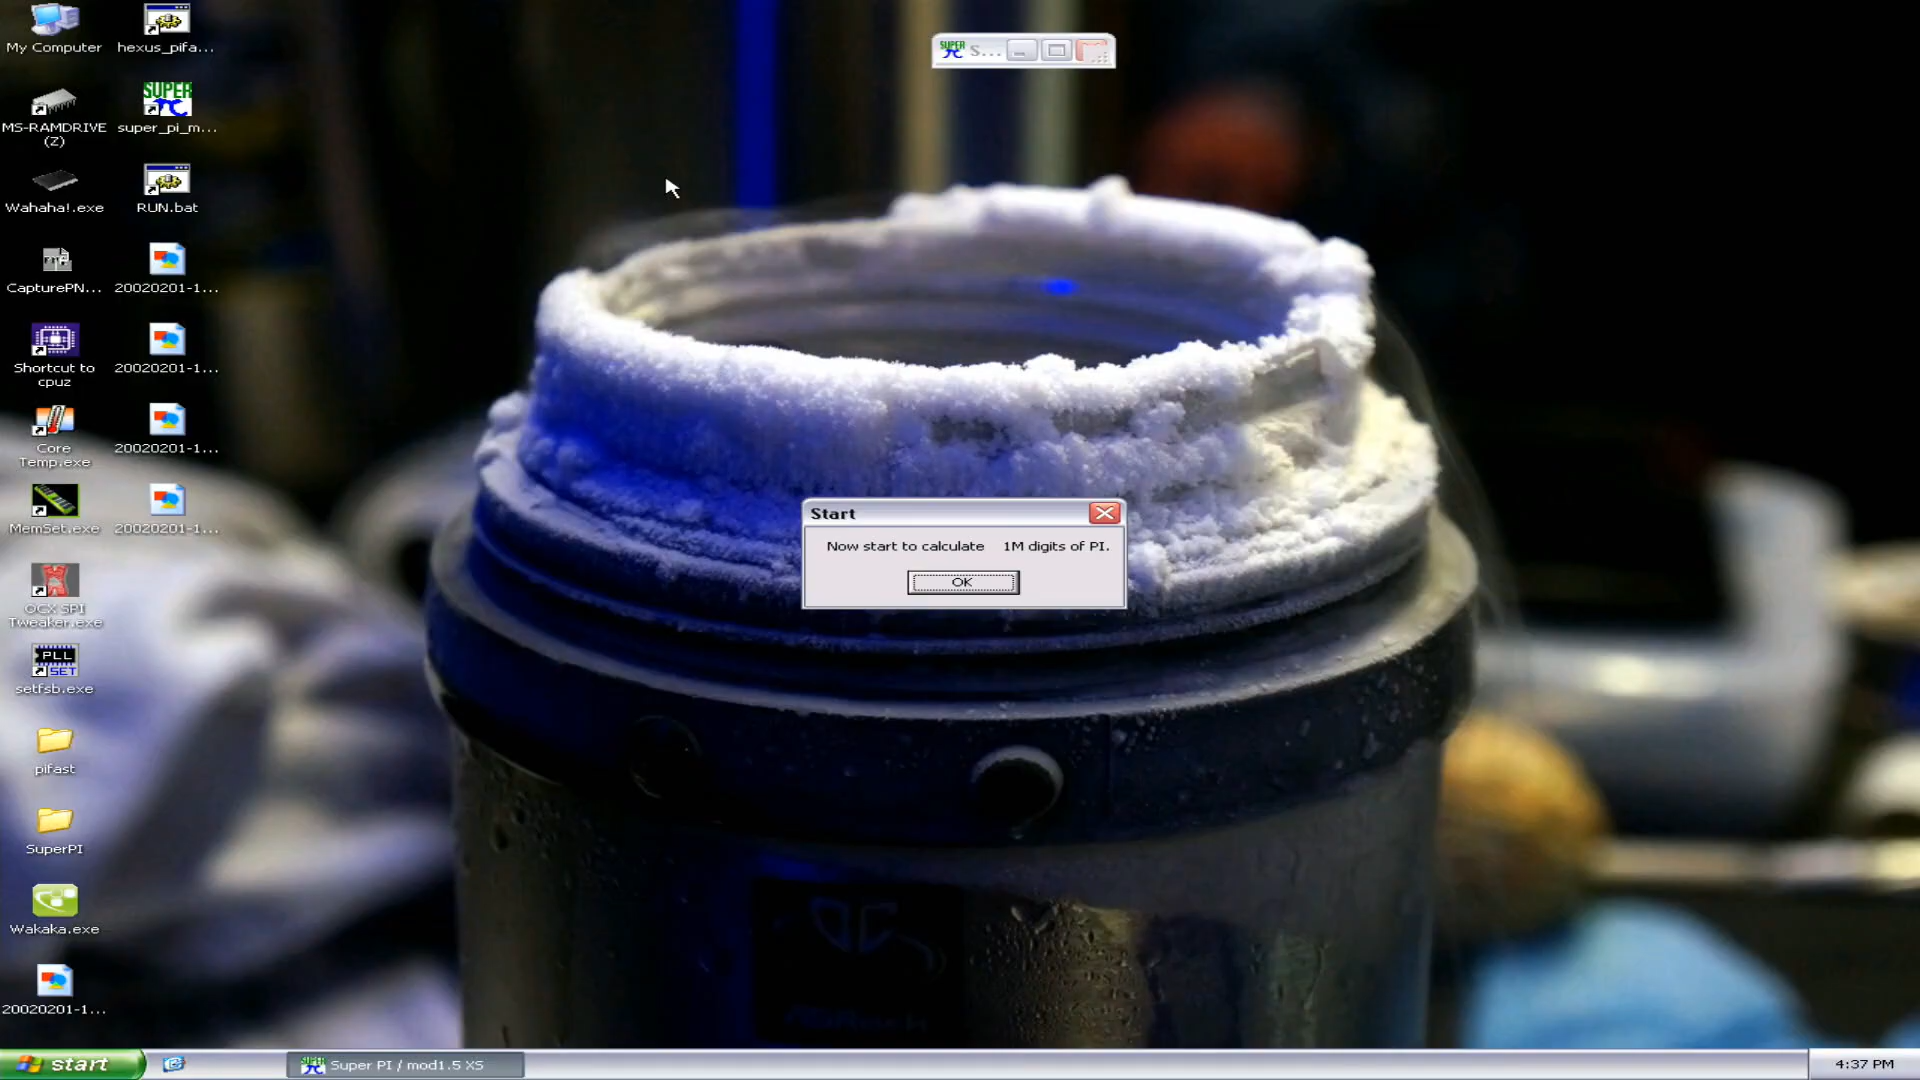 My Computer
hexus_pifa...
MS-RAMDRIVE
(Z)
SUPER
super_pi_m...
Wahaha!.exe
RUN.bat
CapturePN...
20020201-1...
Shortcut to
cpuz
20020201-1...
Core
Temp.exe
20020201-1...
MemSet.exe
20020201-1...
OCX SPI
Tweaker.exe
PLL
SET
setfsb.exe
pifast
SuperPI
Wakaka.exe
20020201-1...
SUPER
S...
Start
Now start to calculate 1M digits of PI.
OK
start
SUPER
Super PI / mod1.5 XS
4:37 PM